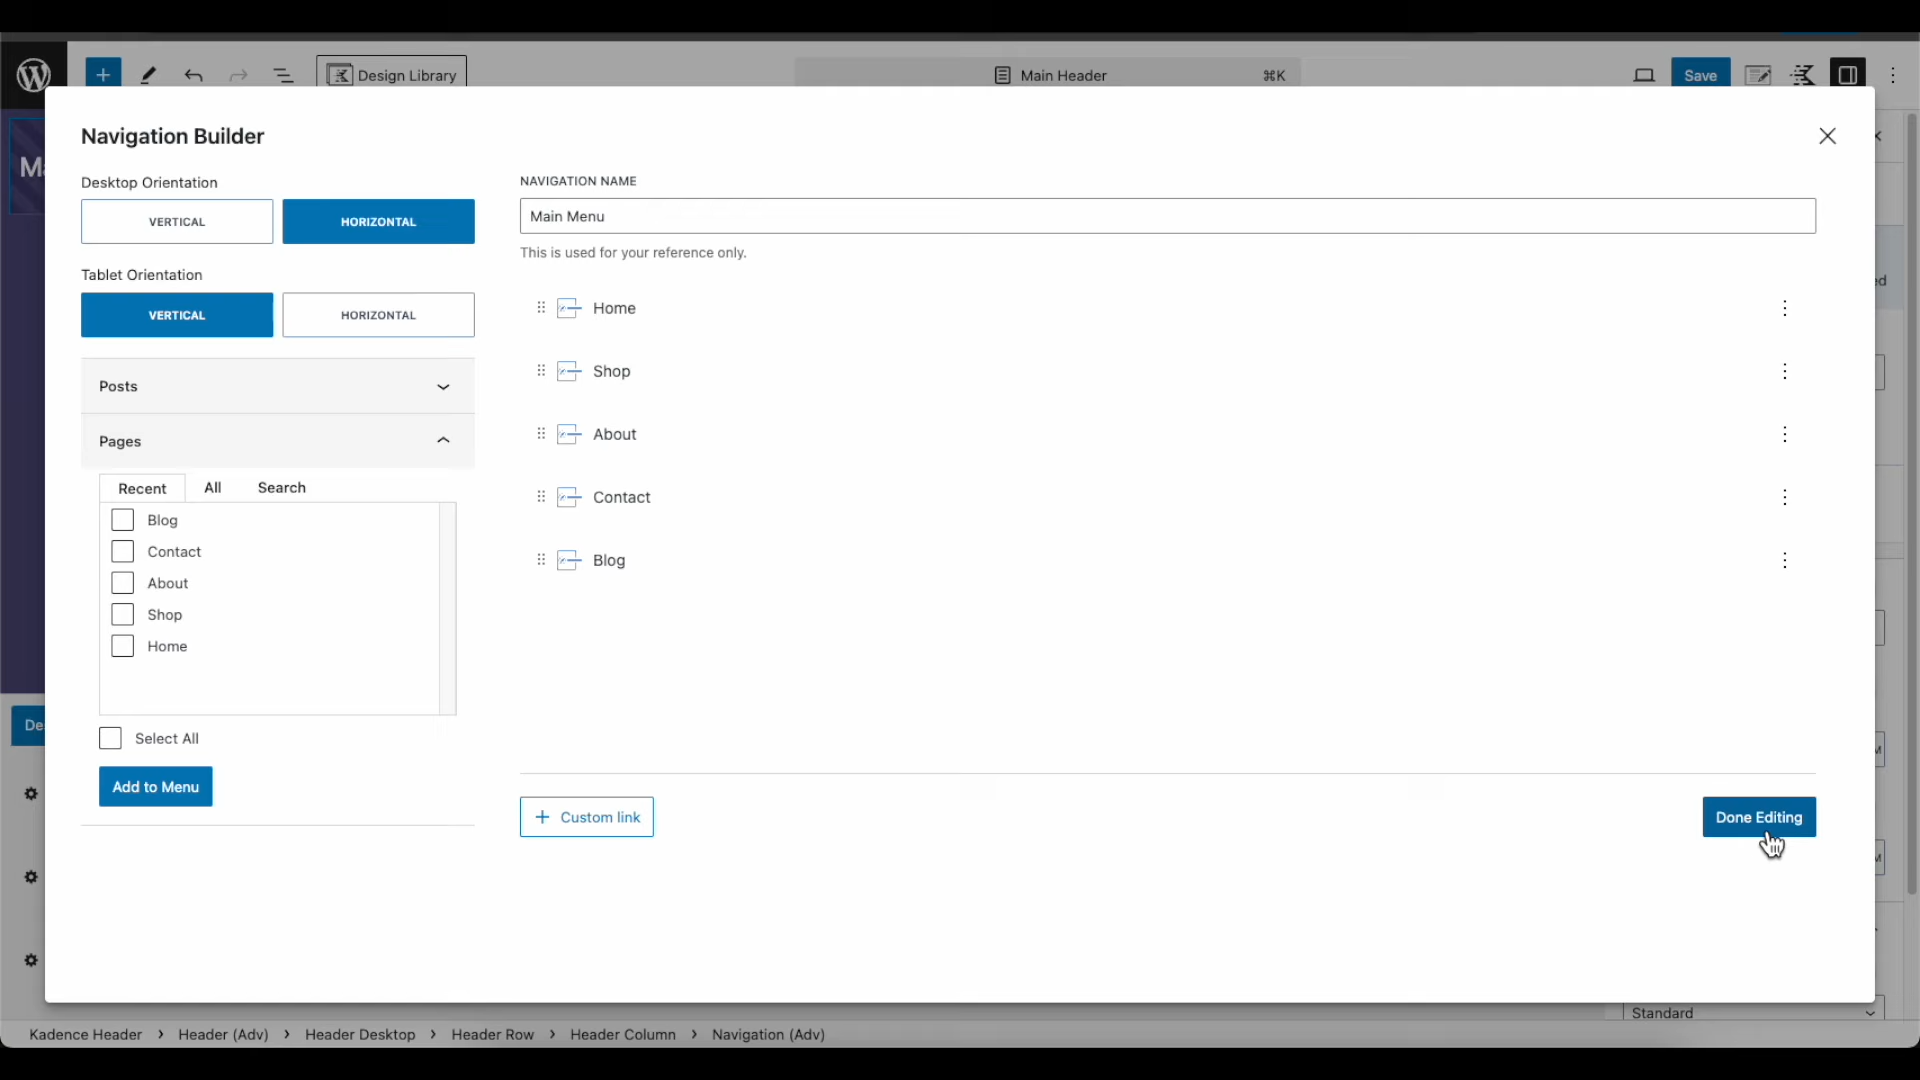 Design Library
Main Header
⌘K
Save
Navigation Builder
Desktop Orientation
VERTICAL
HORIZONTAL
Tablet Orientation
VERTICAL
HORIZONTAL
Posts
Pages
Recent
All
Search
Blog
Contact
About
Shop
Home
Select All
Add to Menu
NAVIGATION NAME
Main Menu
This is used for your reference only.
Home
Shop
About
Contact
Blog
+ Custom link
Done Editing
Standard
Kadence Header > Header (Adv) > Header Desktop > Header Row > Header Column > Navigation (Adv)